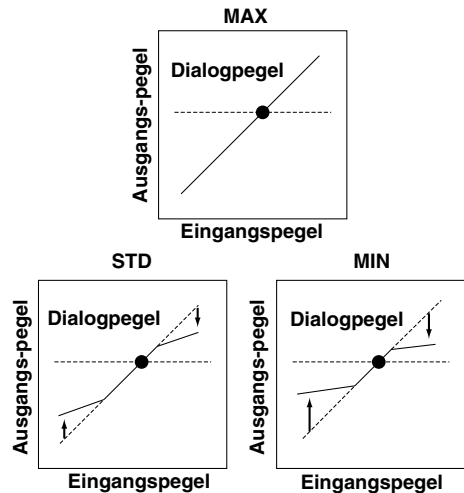 MAX
Dialogpegel
Ausgangs-pegel
Eingangspegel
STD
Dialogpegel
Ausgangs-pegel
Eingangspegel
MIN
Dialogpegel
Ausgangs-pegel
Eingangspegel